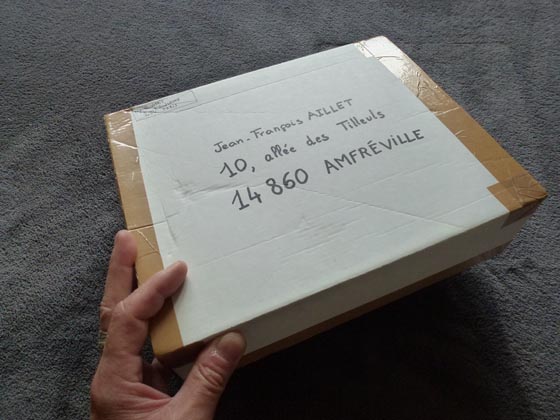 Jean-François AILLET
10, allée des Tilleuls
14 860 AMFRÉVILLE